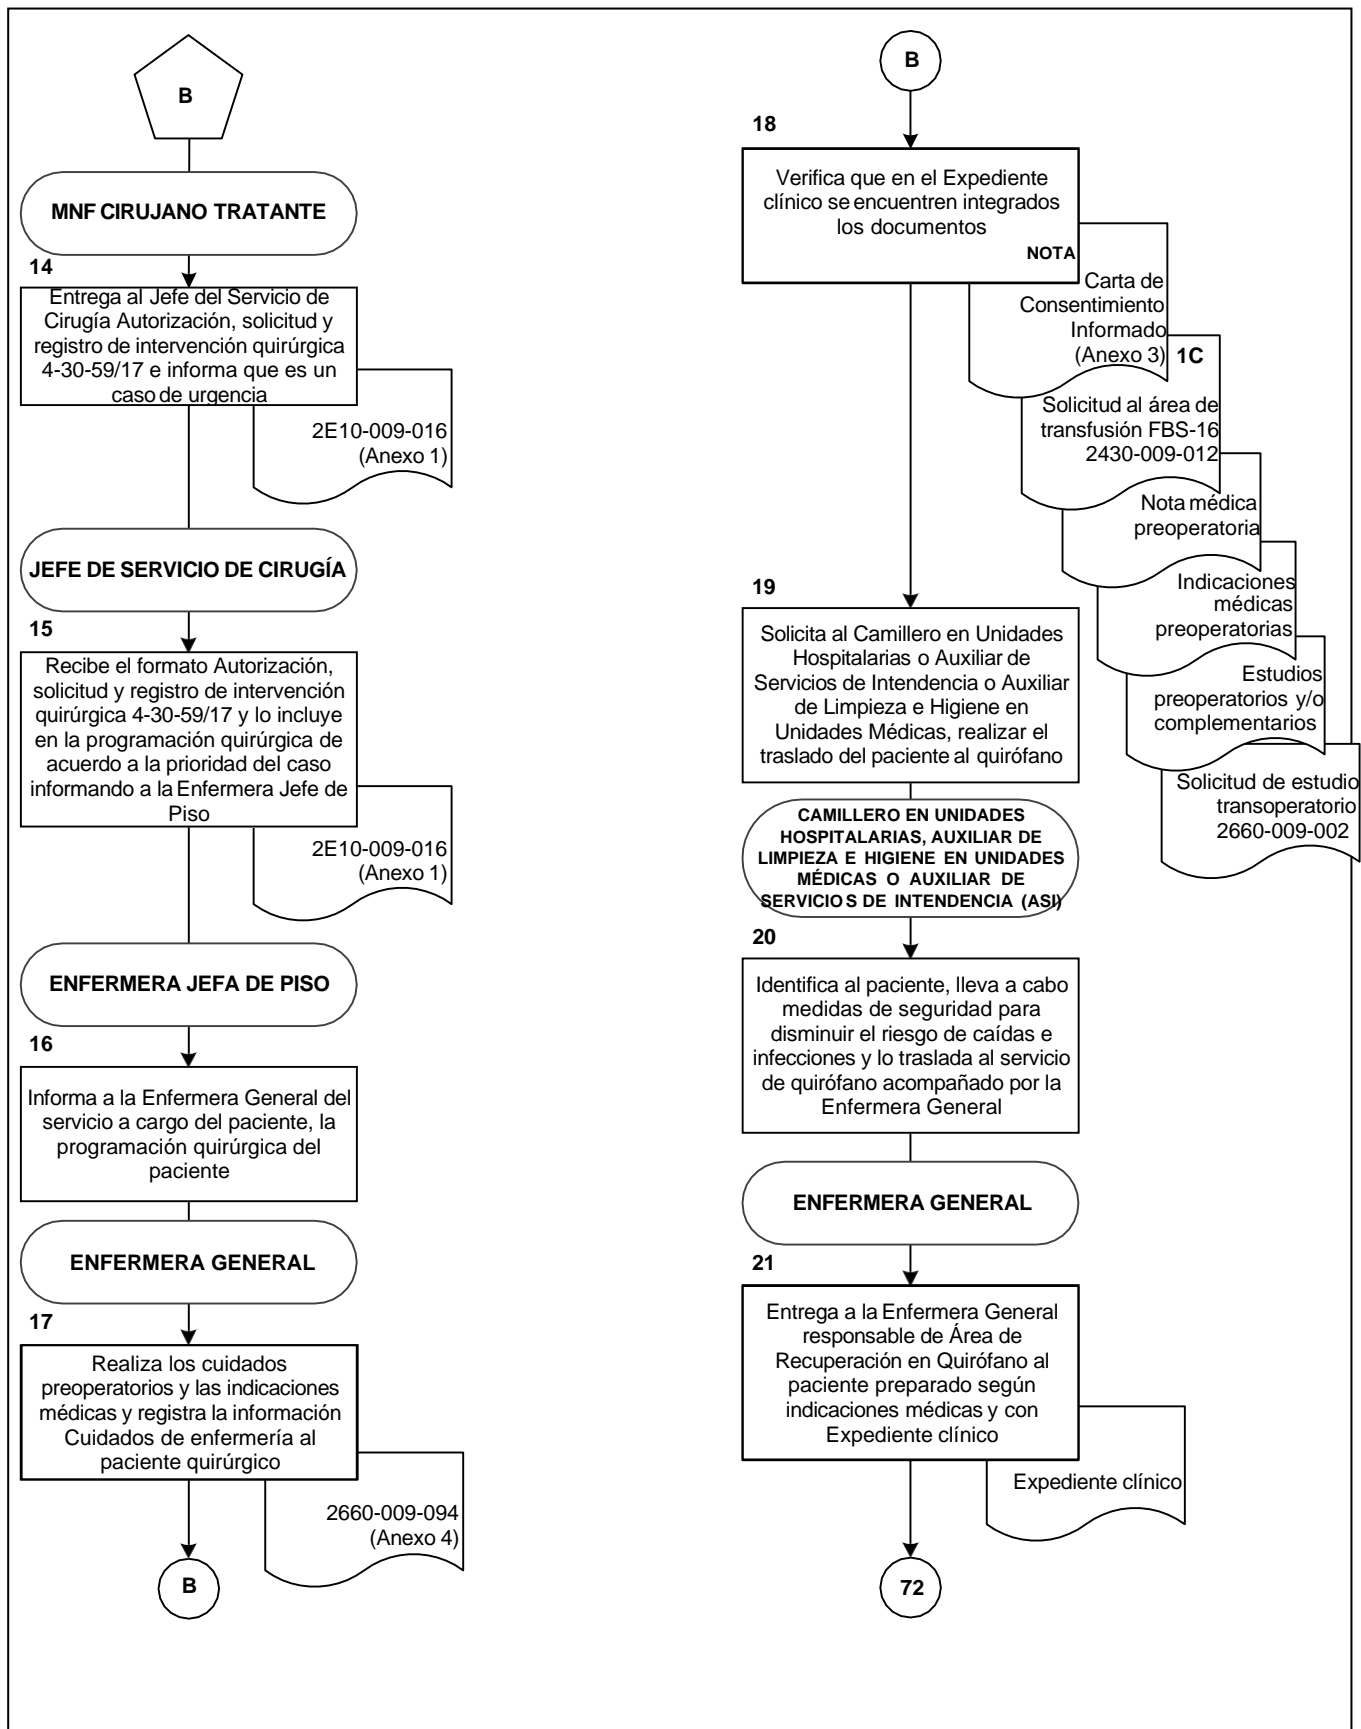 B
MNF CIRUJANO TRATANTE
14
Entrega al Jefe del Servicio de
Cirugía Autorización, solicitud y
registro de intervención quirúrgica
4-30-59/17 e informa que es un
caso de urgencia
2E10-009-016
(Anexo 1)
JEFE DE SERVICIO DE CIRUGÍA
15
Recibe el formato Autorización,
solicitud y registro de intervención
quirúrgica 4-30-59/17 y lo incluye
en la programación quirúrgica de
acuerdo a la prioridad del caso
informando a la Enfermera Jefe de
Piso
2E10-009-016
(Anexo 1)
ENFERMERA JEFA DE PISO
16
Informa a la Enfermera General del
servicio a cargo del paciente, la
programación quirúrgica del
paciente
ENFERMERA GENERAL
17
Realiza los cuidados
preoperatorios y las indicaciones
médicas y registra la información
Cuidados de enfermería al
paciente quirúrgico
2660-009-094
(Anexo 4)
B
B
18
Verifica que en el Expediente
clínico se encuentren integrados
los documentos
NOTA
Carta de
Consentimiento
Informado
(Anexo 3) 1C
Solicitud al área de
transfusión FBS-16
2430-009-012
Nota médica
preoperatoria
Indicaciones
médicas
preoperatorias
Estudios
preoperatorios y/o
complementarios
Solicitud de estudio
transoperatorio
2660-009-002
19
Solicita al Camillero en Unidades
Hospitalarias o Auxiliar de
Servicios de Intendencia o Auxiliar
de Limpieza e Higiene en
Unidades Médicas, realizar el
traslado del paciente al quirófano
CAMILLERO EN UNIDADES
HOSPITALARIAS, AUXILIAR DE
LIMPIEZA E HIGIENE EN UNIDADES
MÉDICAS O AUXILIAR DE
SERVICIOS DE INTENDENCIA (ASI)
20
Identifica al paciente, lleva a cabo
medidas de seguridad para
disminuir el riesgo de caídas e
infecciones y lo traslada al servicio
de quirófano acompañado por la
Enfermera General
ENFERMERA GENERAL
21
Entrega a la Enfermera General
responsable de Área de
Recuperación en Quirófano al
paciente preparado según
indicaciones médicas y con
Expediente clínico
Expediente clínico
72